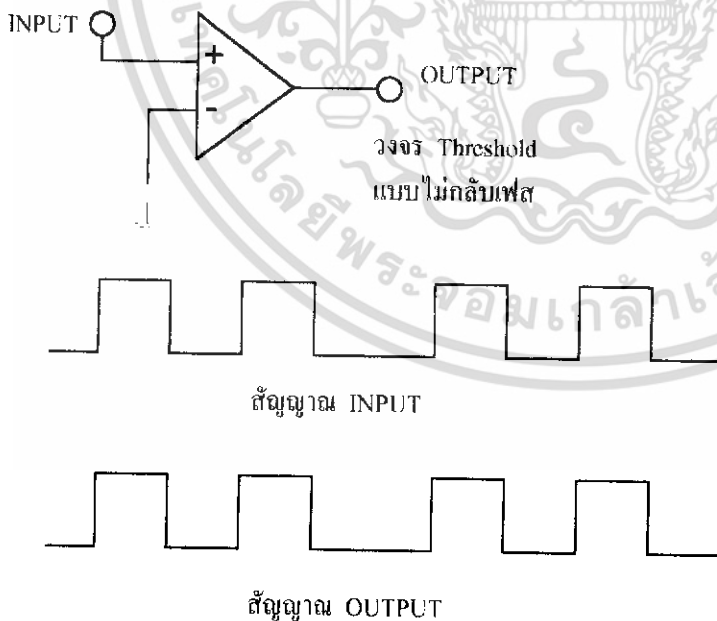 INPUT
+
-
OUTPUT
วงจร Threshold
แบบไม่กลับเฟส
สัญญาณ INPUT
สัญญาณ OUTPUT